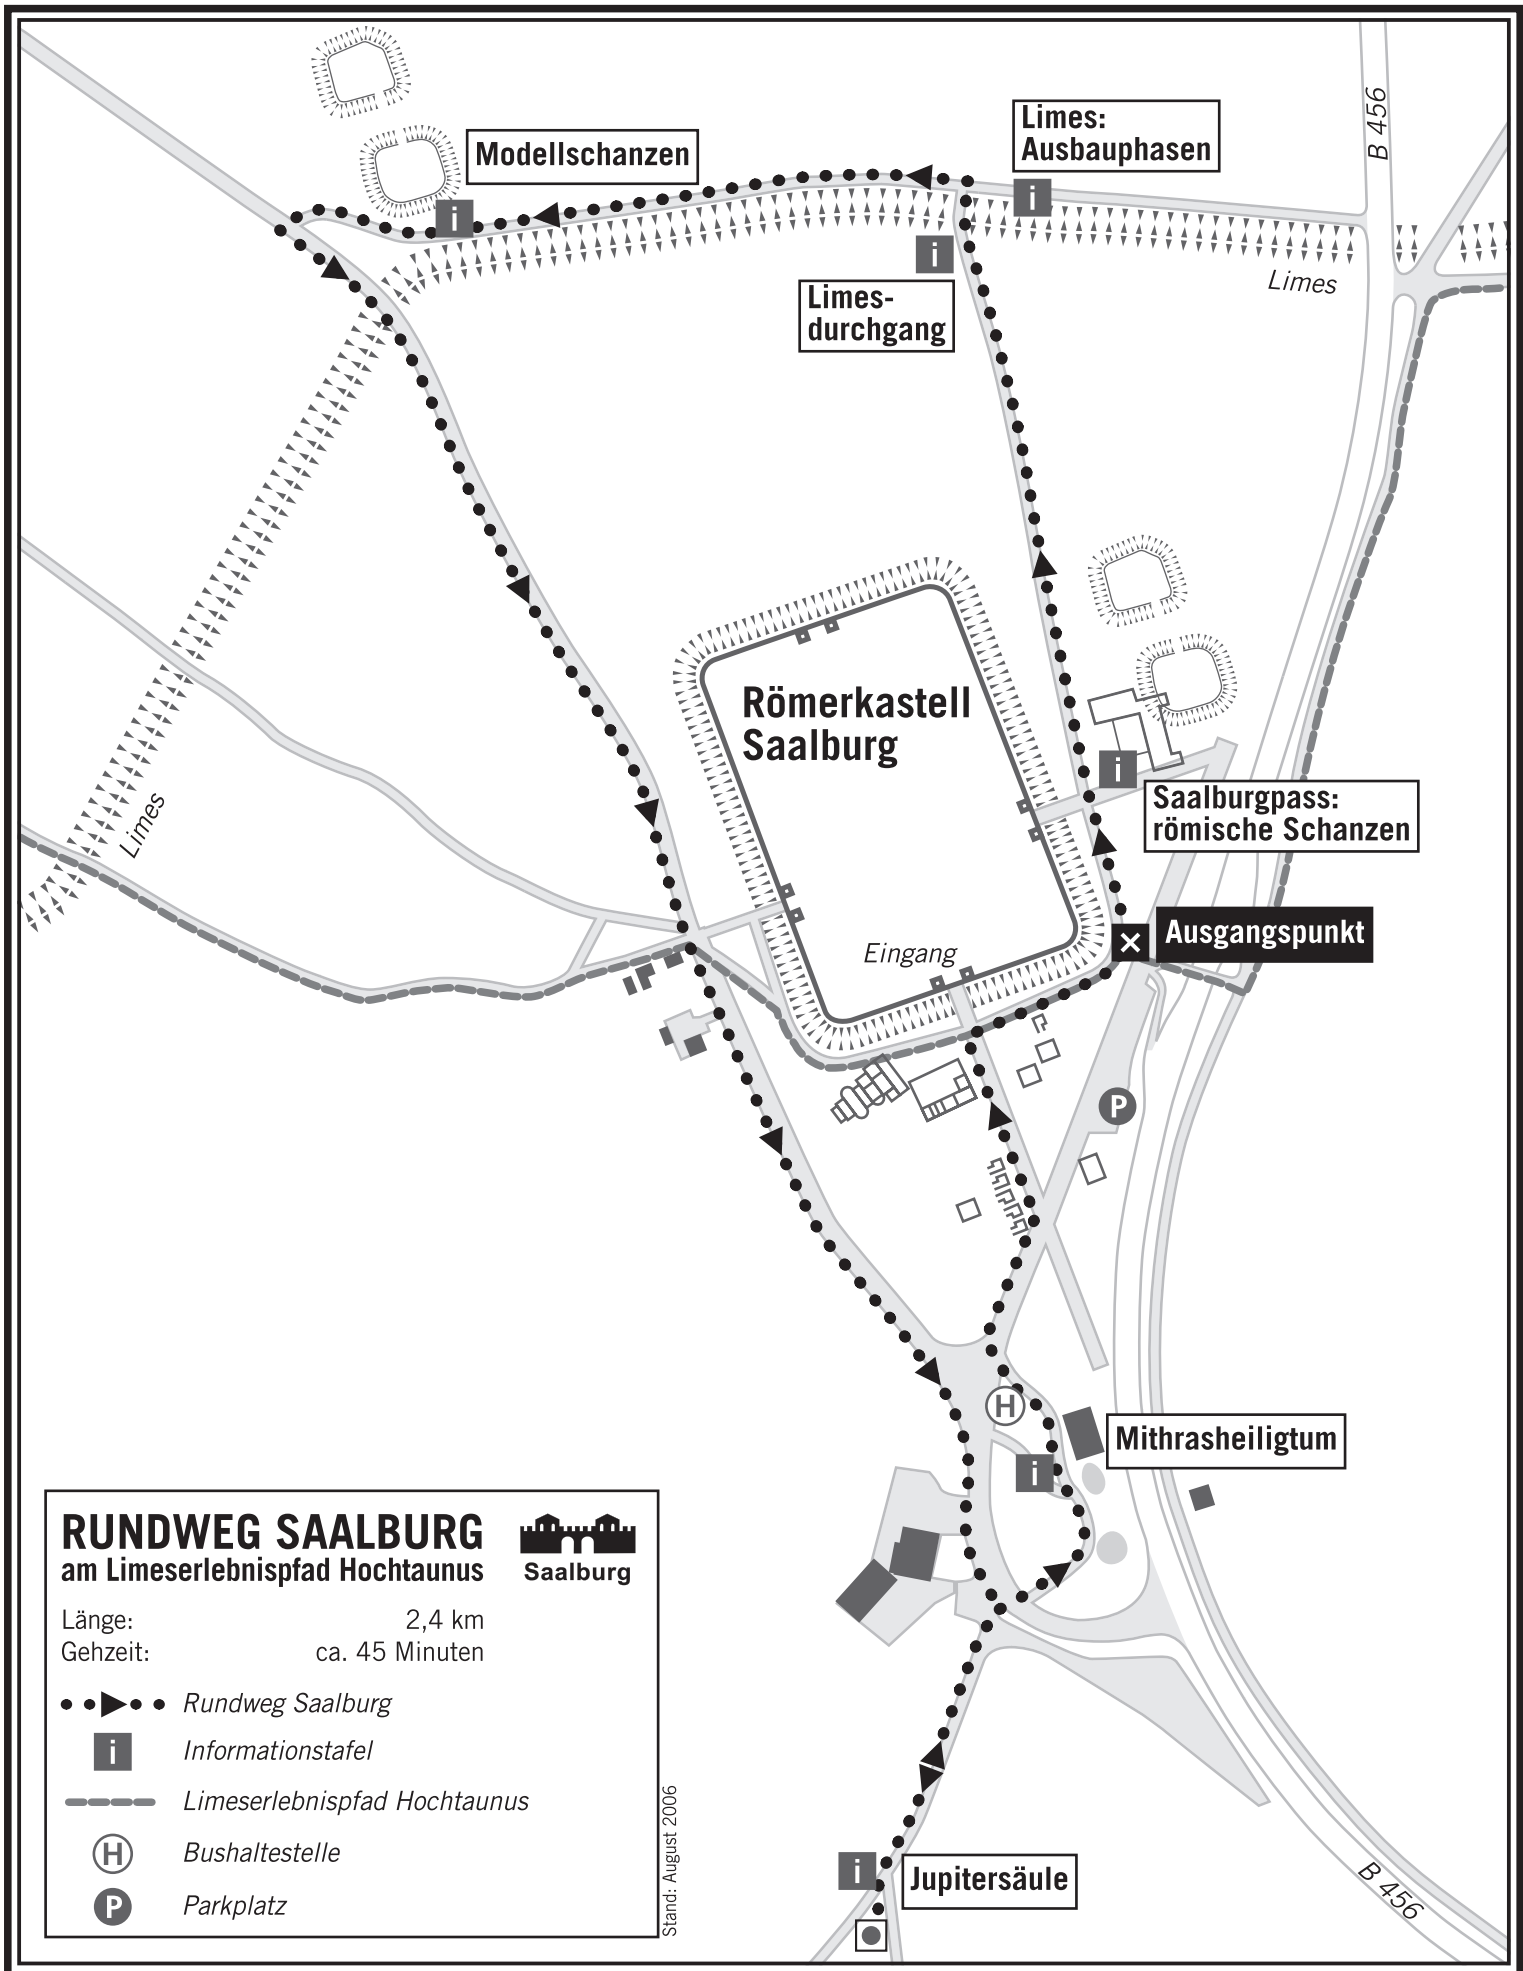 Modellschanzen
Limes:
Ausbauphasen
B 456
i
i
i
Limes-
durchgang
Limes
Römerkastell
Saalburg
i
Saalburgpass:
römische Schanzen
Limes
Eingang
Ausgangspunkt
P
H
Mithrasheiligtum
i
RUNDWEG SAALBURG
am Limeserlebnispfad Hochtaunus
Saalburg
Länge: 2,4 km
Gehzeit: ca. 45 Minuten
Rundweg Saalburg
i Informationstafel
Limeserlebnispfad Hochtaunus
H Bushaltestelle
P Parkplatz
Stand: August 2006
i
Jupitersäule
B 456